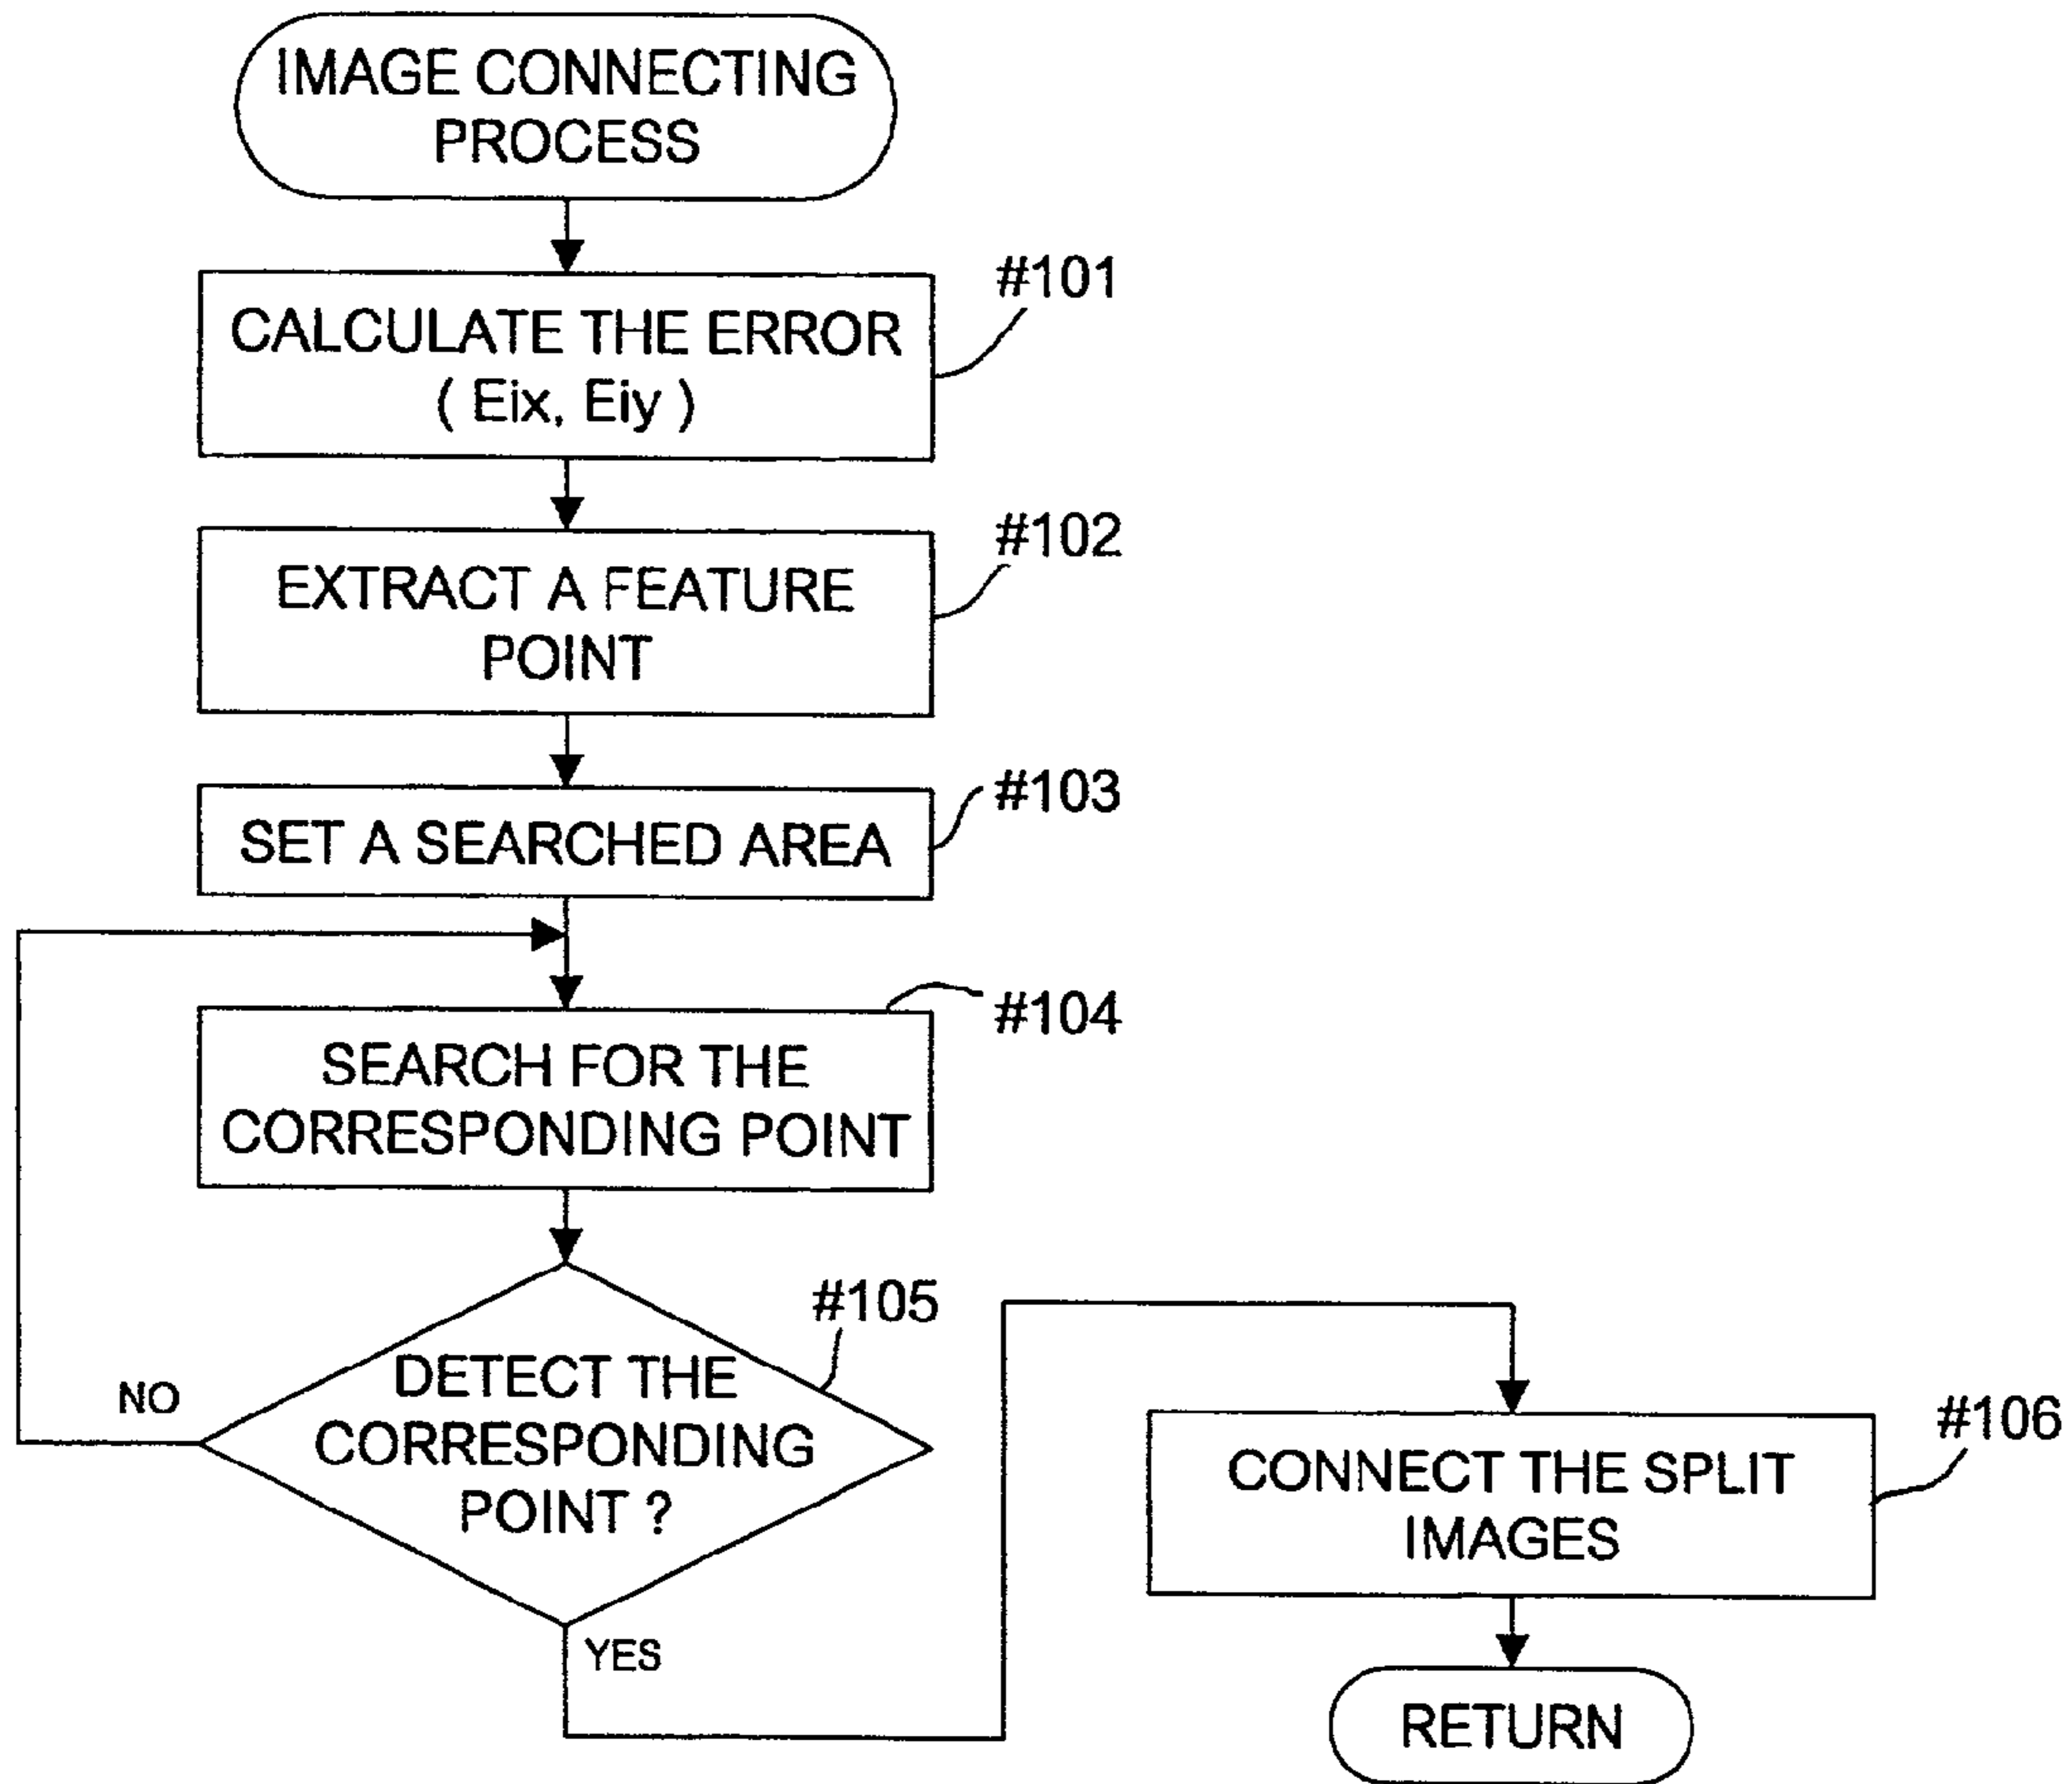 IMAGE CONNECTING
PROCESS
#101
CALCULATE THE ERROR
( Eix, Eiy )
#102
EXTRACT A FEATURE
POINT
#103
SET A SEARCHED AREA
#104
SEARCH FOR THE
CORRESPONDING POINT
#105
DETECT THE
CORRESPONDING
POINT ?
NO
YES
#106
CONNECT THE SPLIT
IMAGES
RETURN